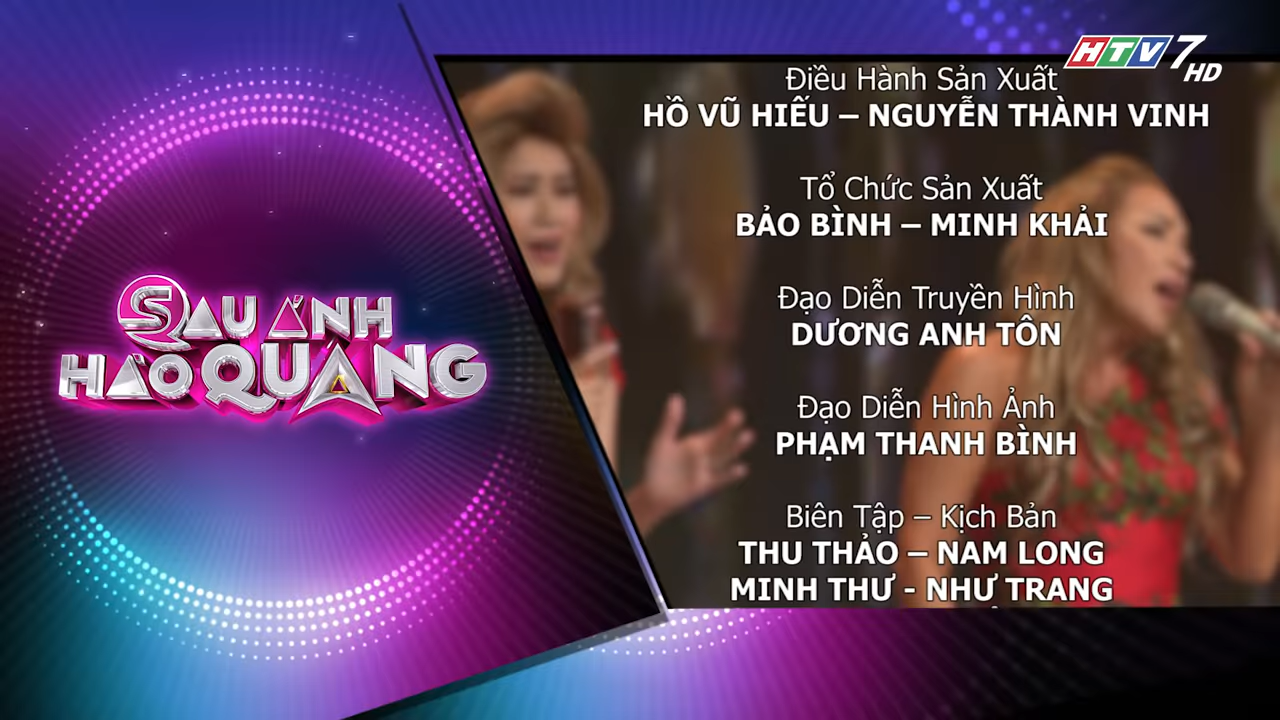 HTV7 HD
SAU ÁNH
HÀO QUANG
Điều Hành Sản Xuất
HỒ VŨ HIẾU – NGUYỄN THÀNH VINH
Tổ Chức Sản Xuất
BẢO BÌNH – MINH KHẢI
Đạo Diễn Truyền Hình
DƯƠNG ANH TÔN
Đạo Diễn Hình Ảnh
PHẠM THANH BÌNH
Biên Tập – Kịch Bản
THU THẢO – NAM LONG
MINH THƯ - NHƯ TRANG